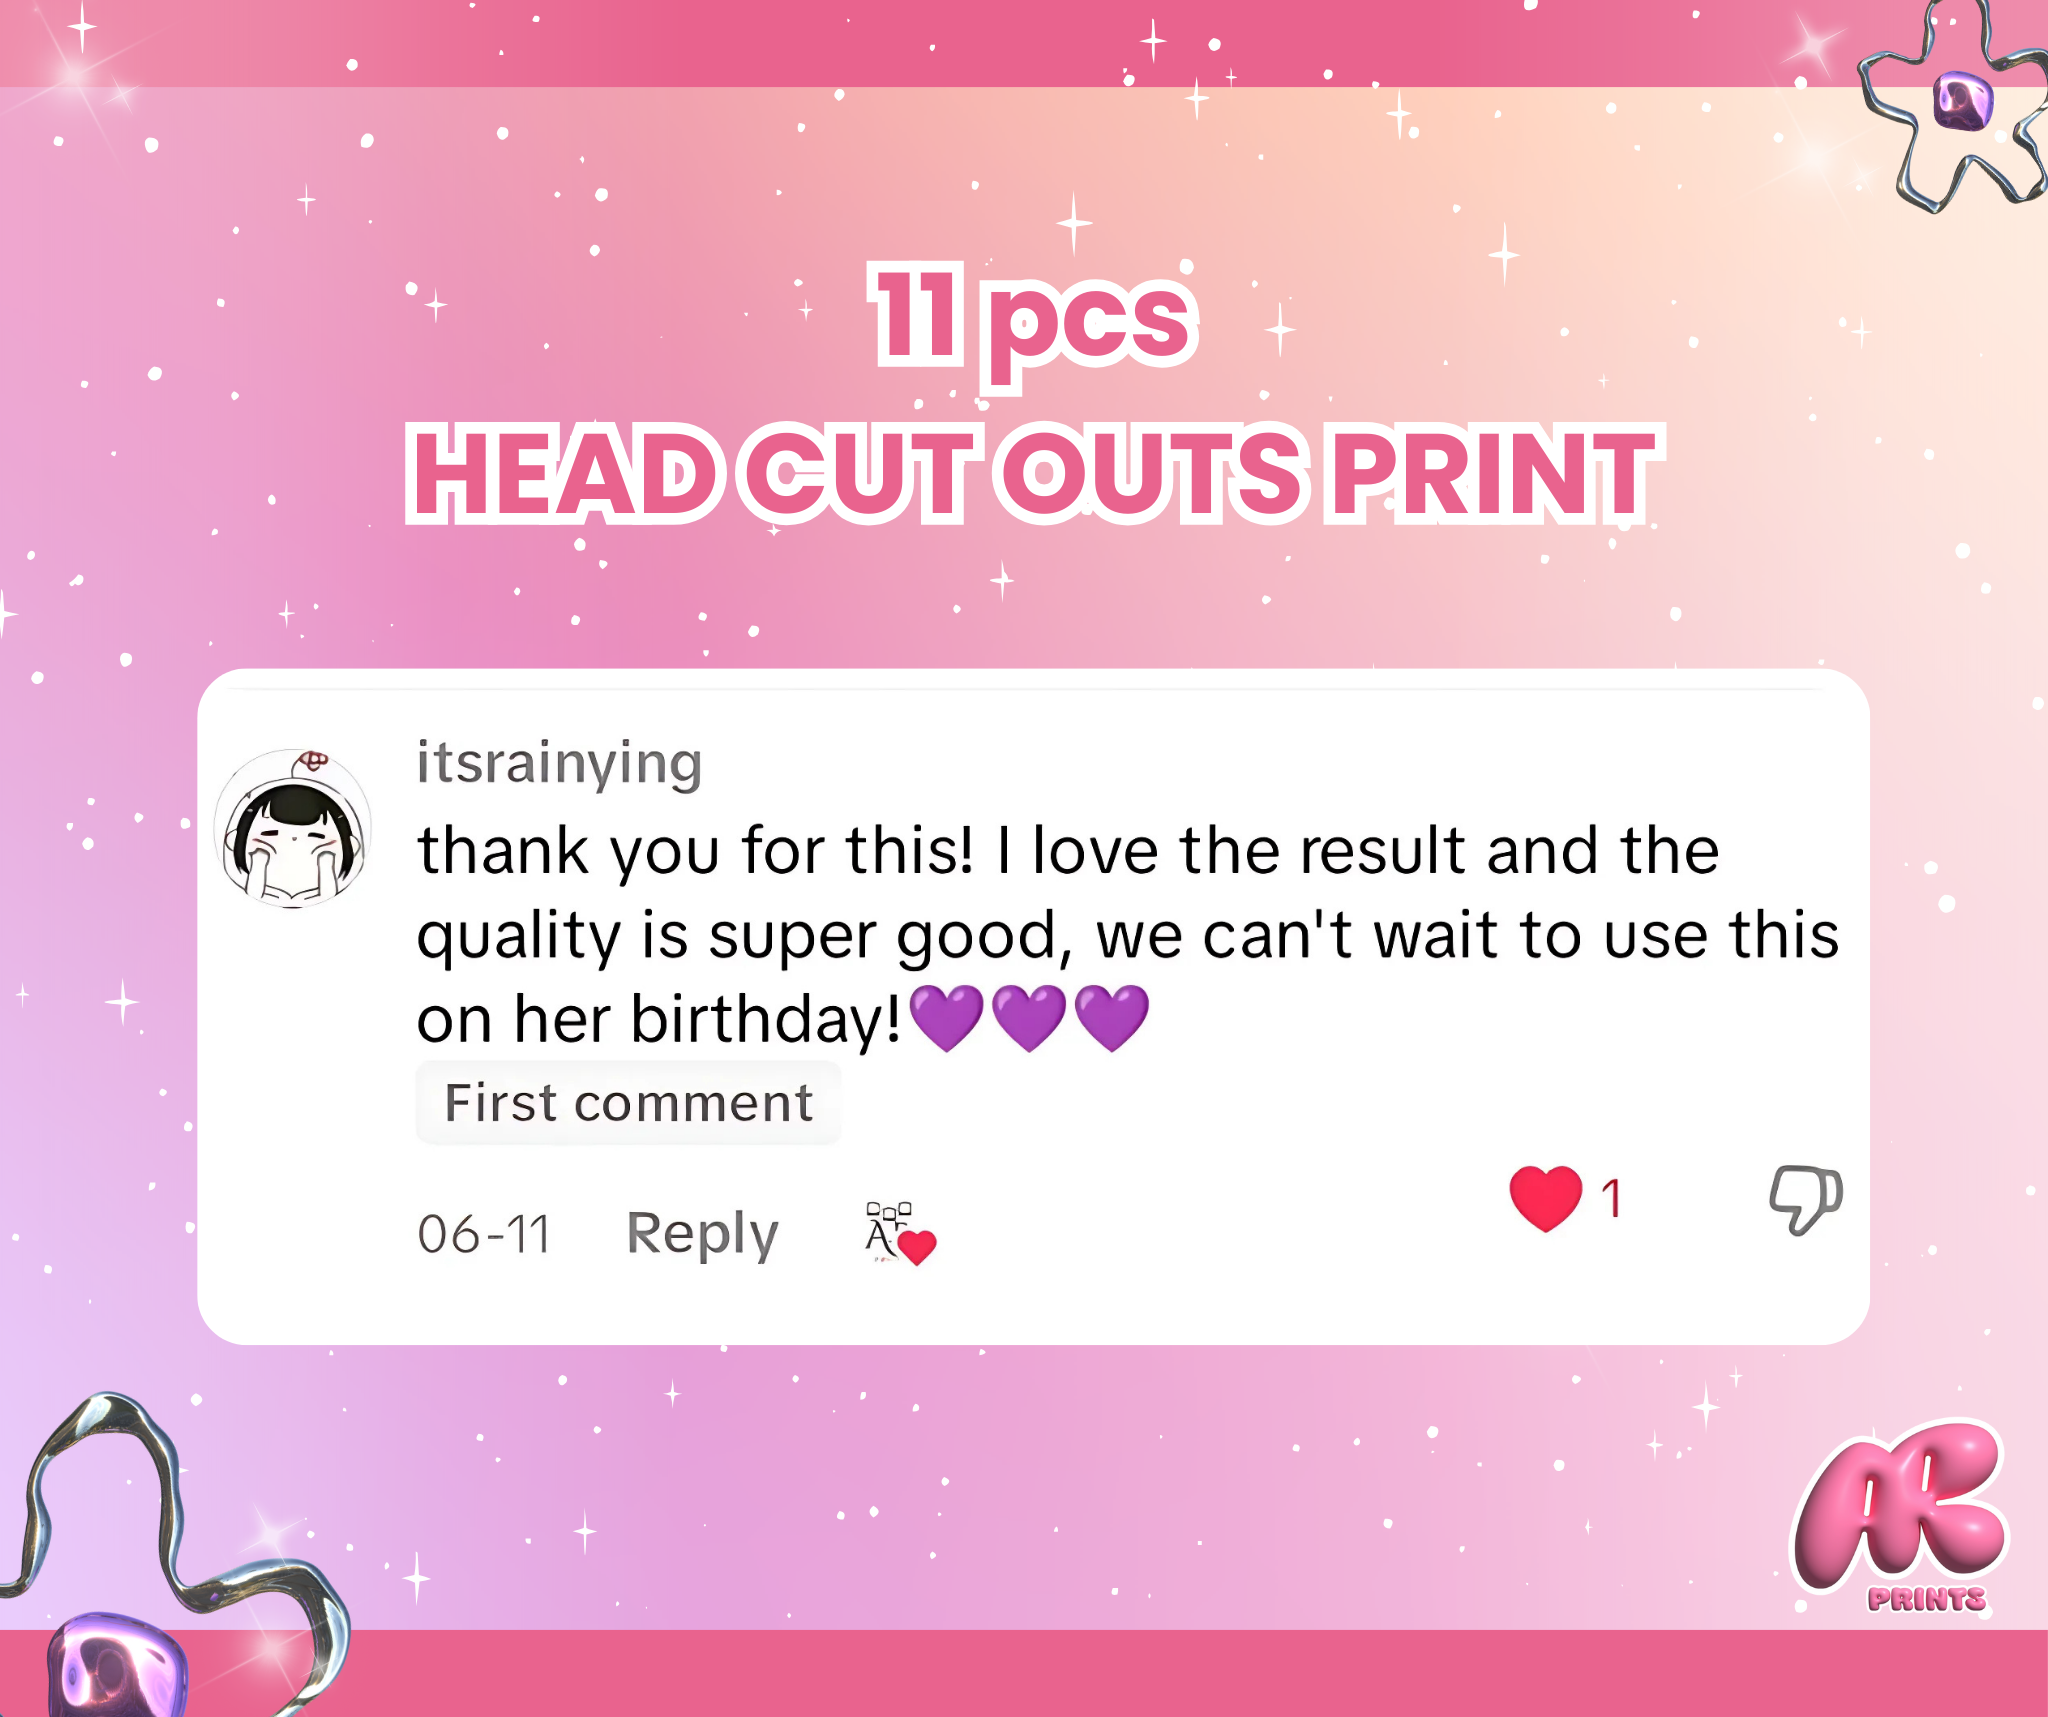 11 pcs
HEAD CUT OUTS PRINT
itsrainying
thank you for this! I love the result and the
quality is super good, we can't wait to use this
on her birthday!💜💜💜
First comment
06-11 Reply
1
PRINTS